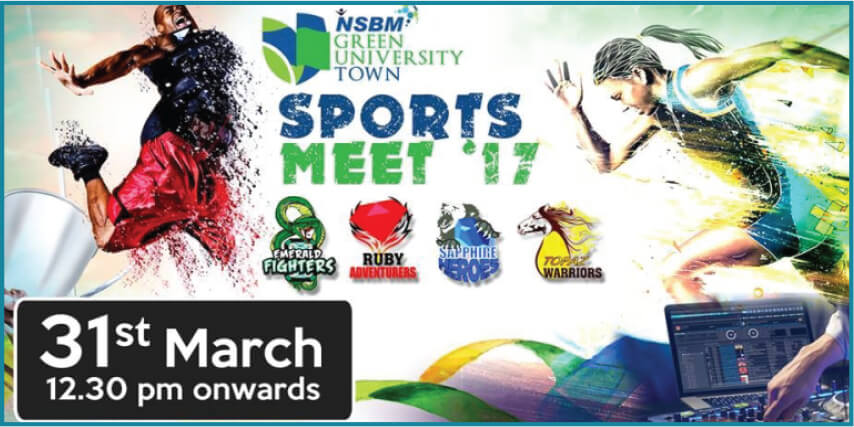 NSBM
GREEN
UNIVERSITY
TOWN
SPORTS
MEET '17
EMERALD
FIGHTERS
RUBY
ADVENTURERS
SAPPHIRE
HEROES
TOPAZ
WARRIORS
31st March
12.30 pm onwards